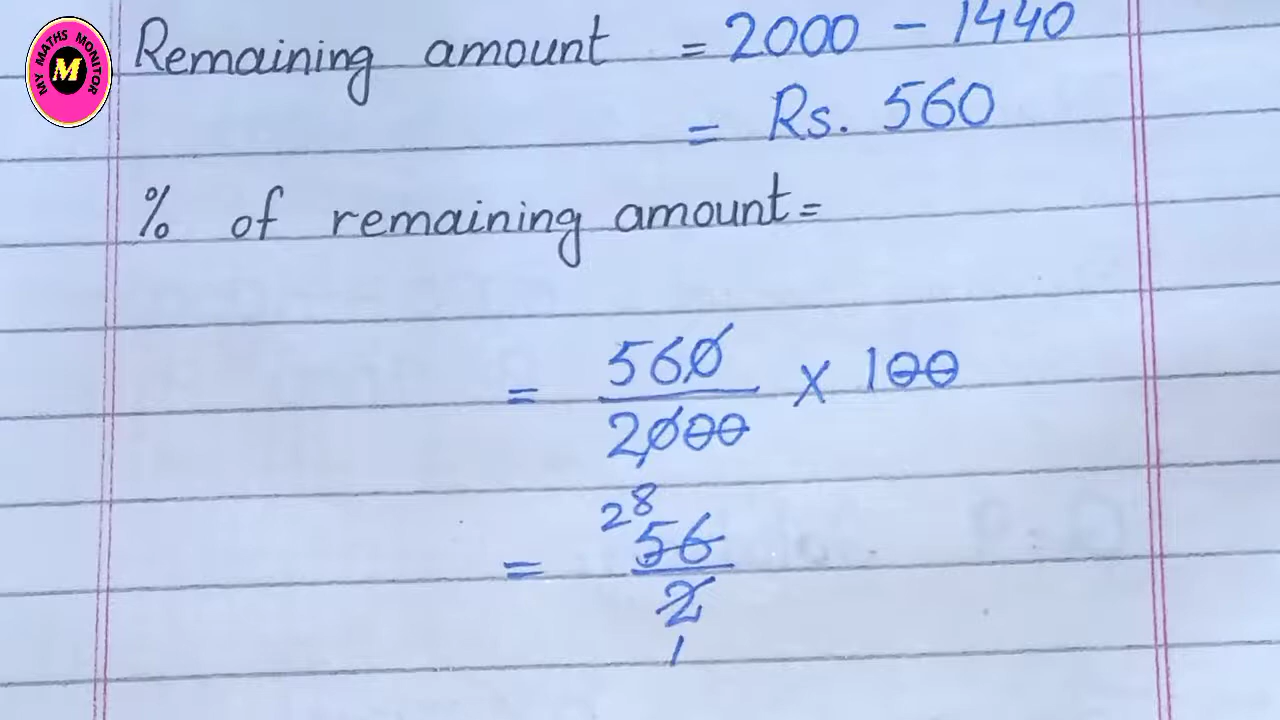 MY MATHS MONITOR
M
Remaining amount = 2000 - 1440
= Rs. 560
% of remaining amount=
= 560/2000 × 100
28
= 56/2
1